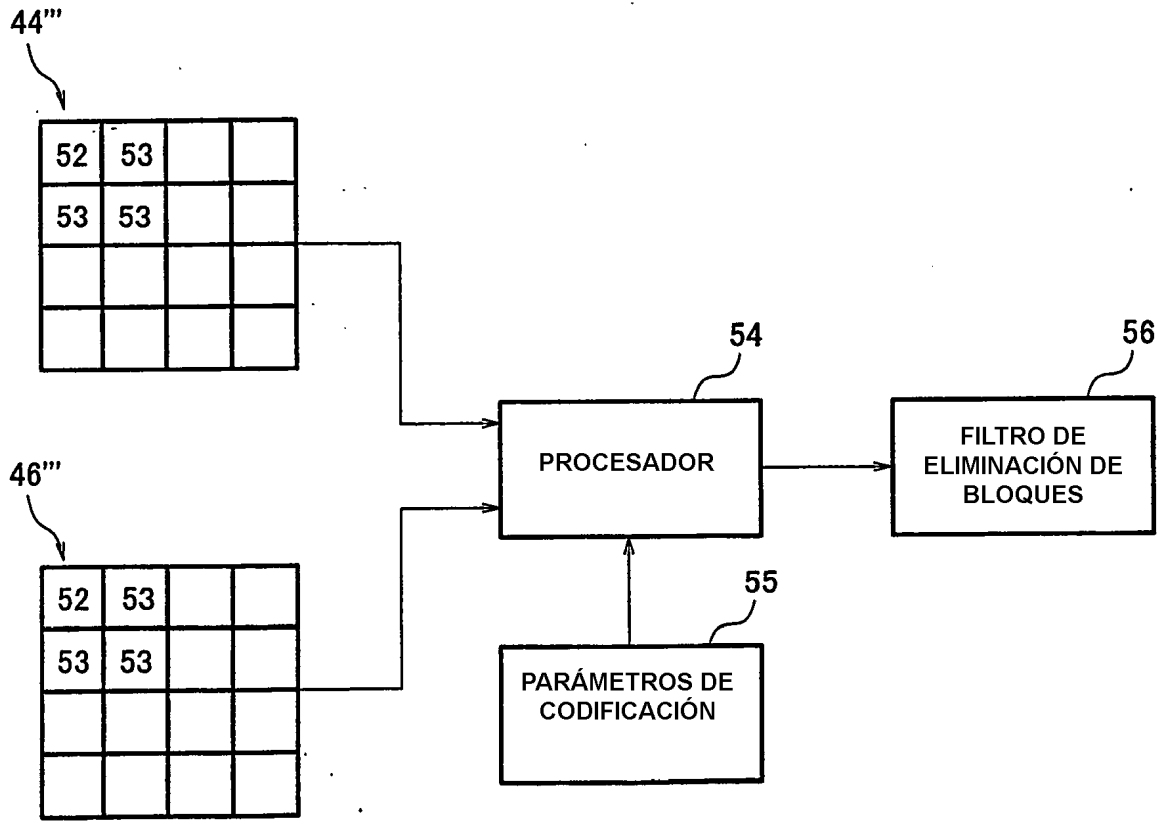 44'''
52 53
53 53
54
PROCESADOR
56
FILTRO DE
ELIMINACIÓN DE
BLOQUES
46'''
52 53
53 53
55
PARÁMETROS DE
CODIFICACIÓN